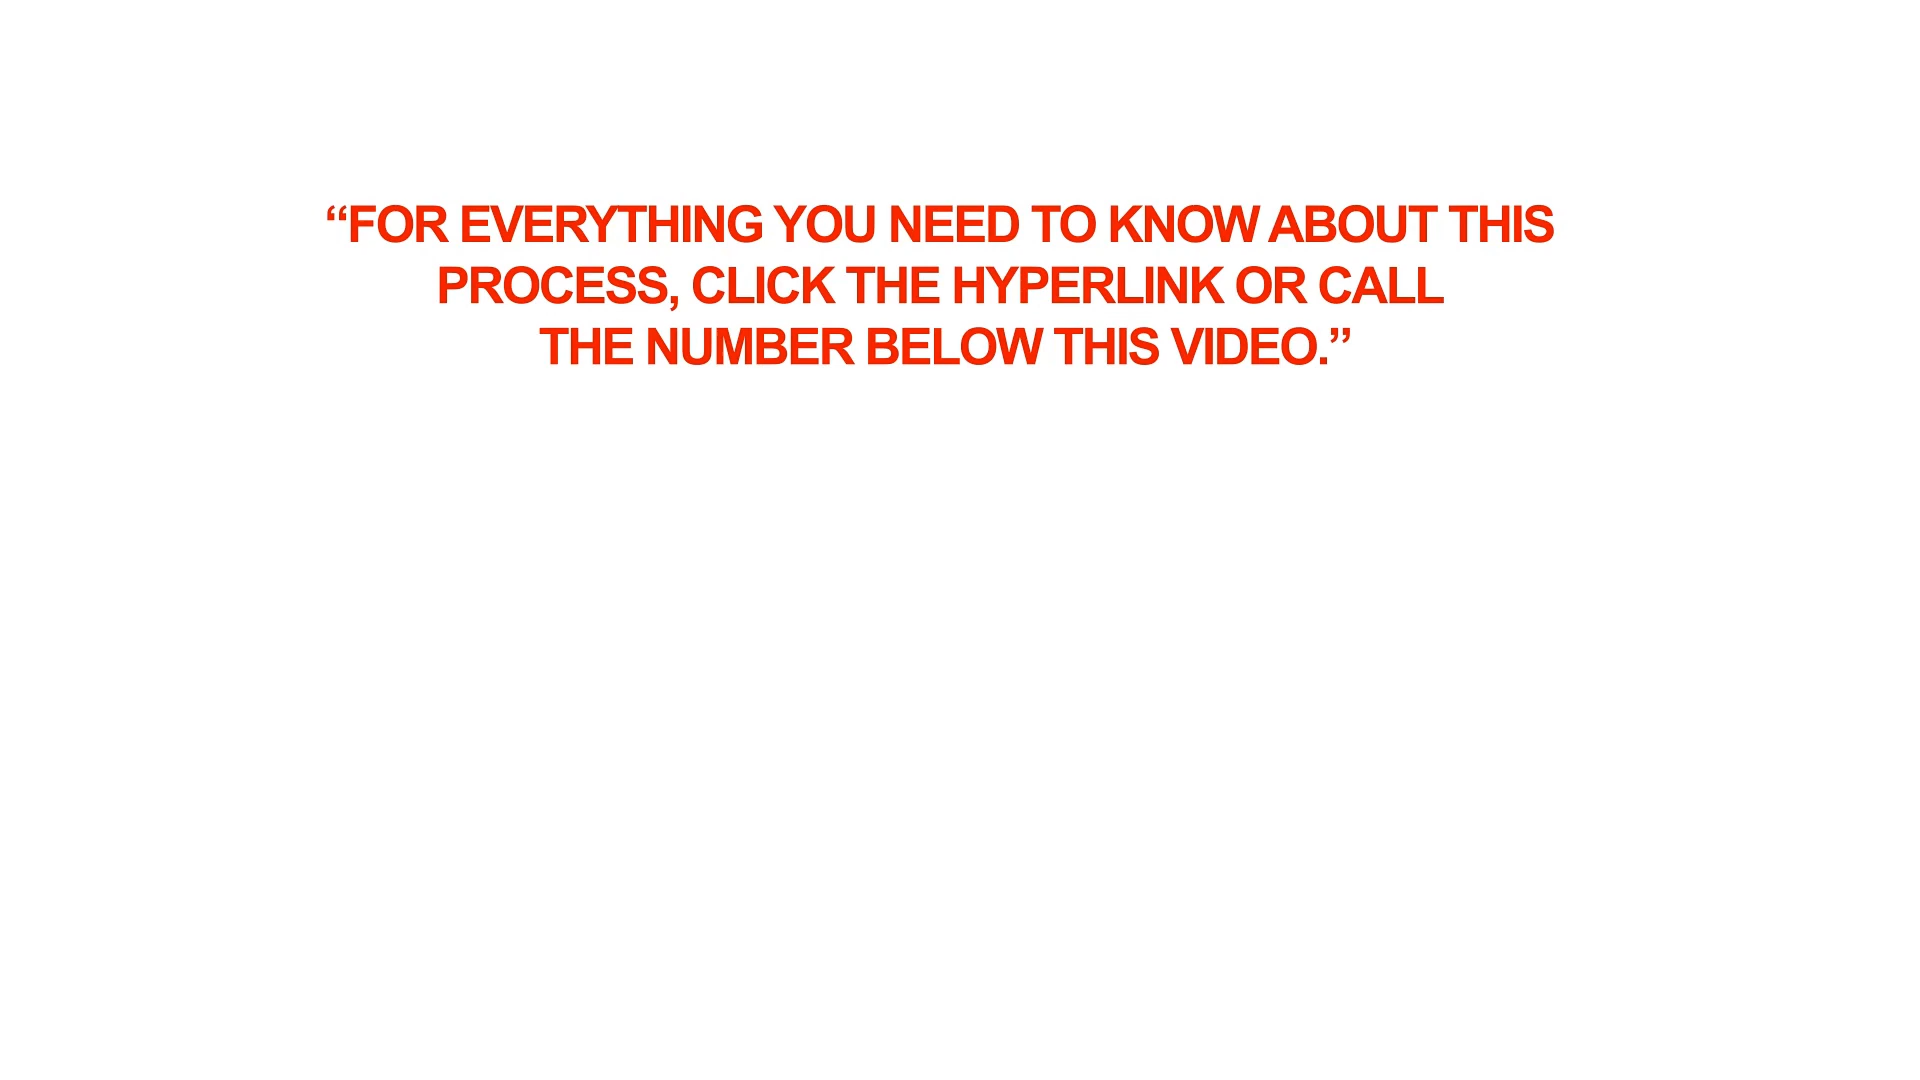 “FOR EVERYTHING YOU NEED TO KNOW ABOUT THIS
PROCESS, CLICK THE HYPERLINK OR CALL
THE NUMBER BELOW THIS VIDEO.”